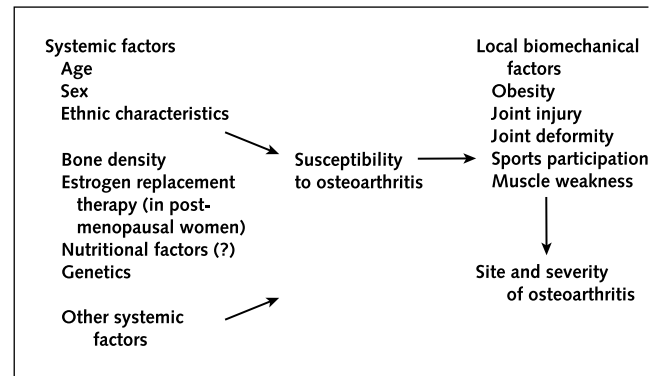 Systemic factors
Age
Sex
Ethnic characteristics
Bone density
Estrogen replacement
therapy (in post-
menopausal women)
Nutritional factors (?)
Genetics
Other systemic
factors
Susceptibility
to osteoarthritis
Local biomechanical
factors
Obesity
Joint injury
Joint deformity
Sports participation
Muscle weakness
Site and severity
of osteoarthritis